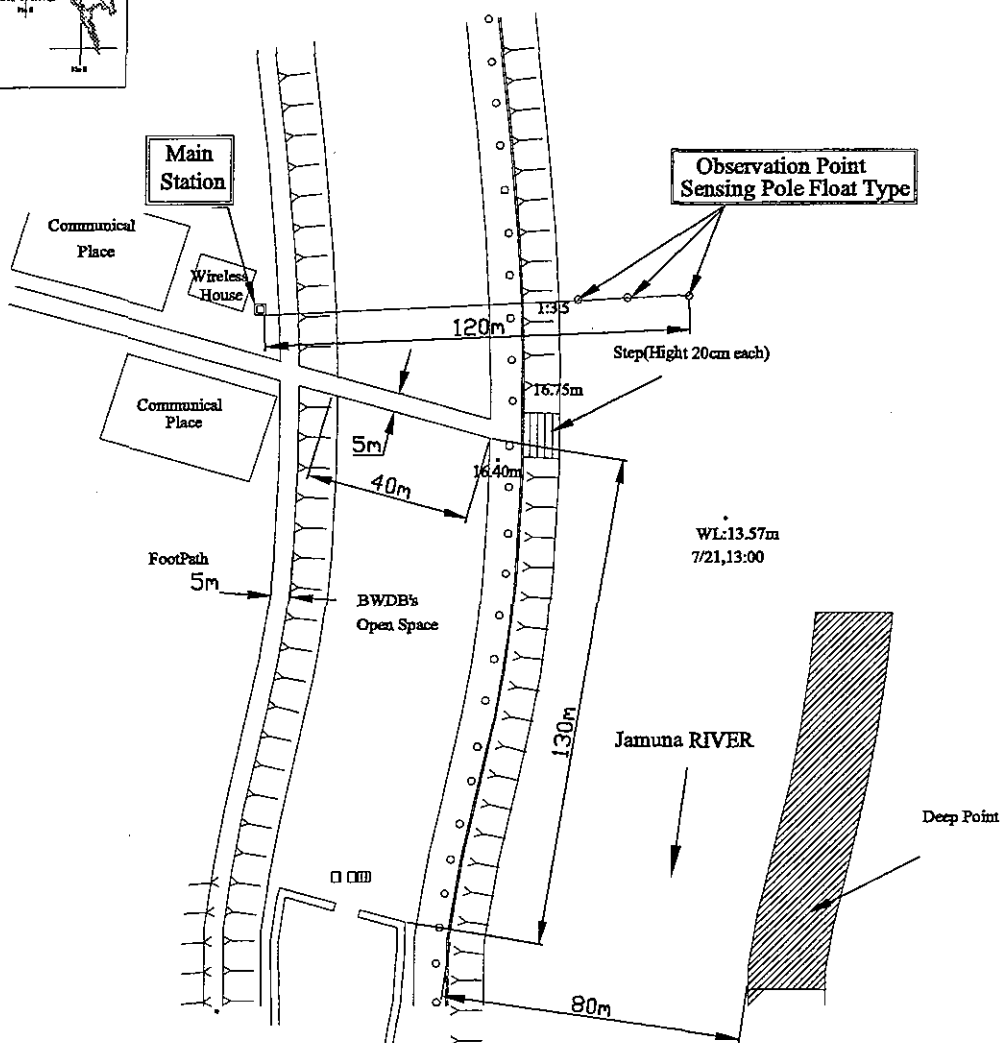 Main
Station
Observation Point
Sensing Pole Float Type
Communical
Place
Wireless
House
1:3.5
120m
Step(Hight 20cm each)
16.75m
Communical
Place
5m
16.40m
40m
WL:13.57m
7/21,13:00
FootPath
5m
BWDB's
Open Space
130m
Jamuna RIVER
Deep Point
80m